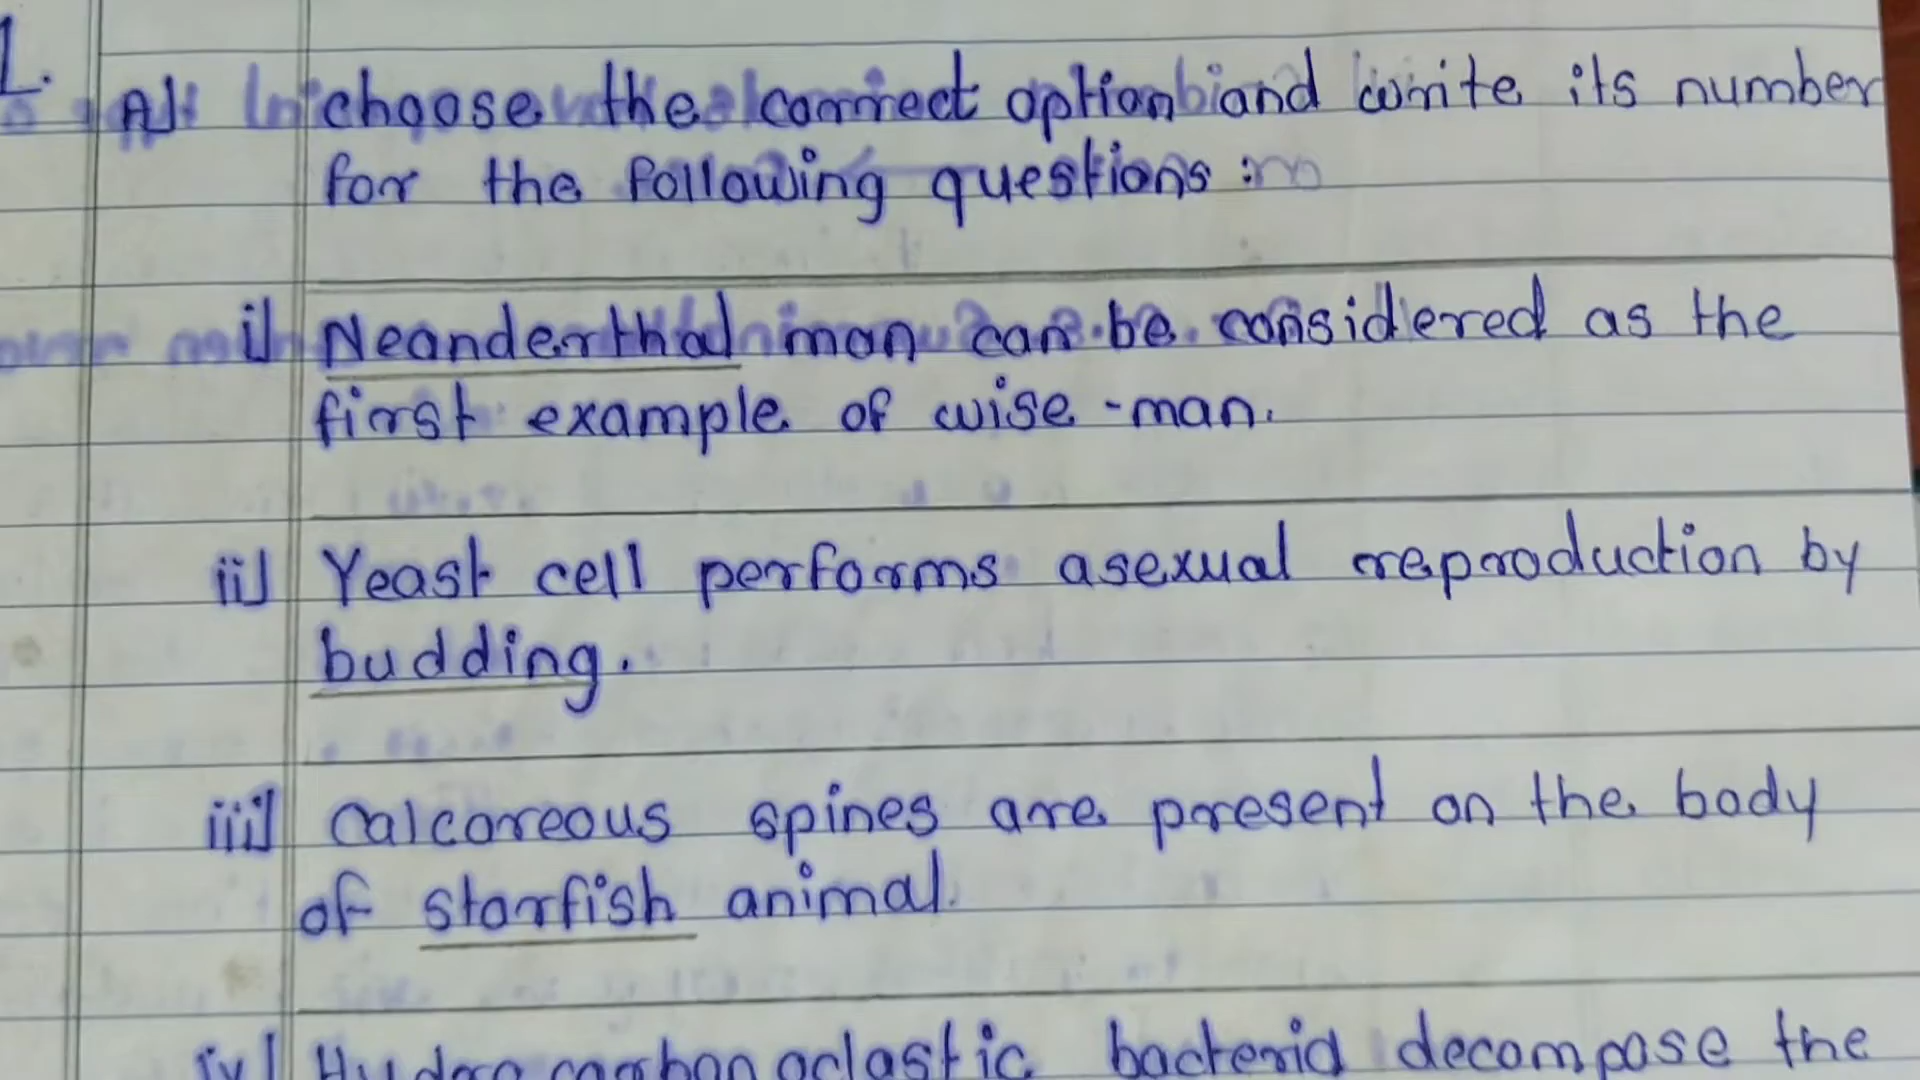 1.
A) choose the correct option and write its number
for the following questions :
i) Neanderthal man can be considered as the
first example of wise - man.
ii) Yeast cell performs asexual reproduction by
budding.
iii) Calcareous spines are present on the body
of starfish animal.
iv) Hydrocarbonoclastic bacteria decompose the